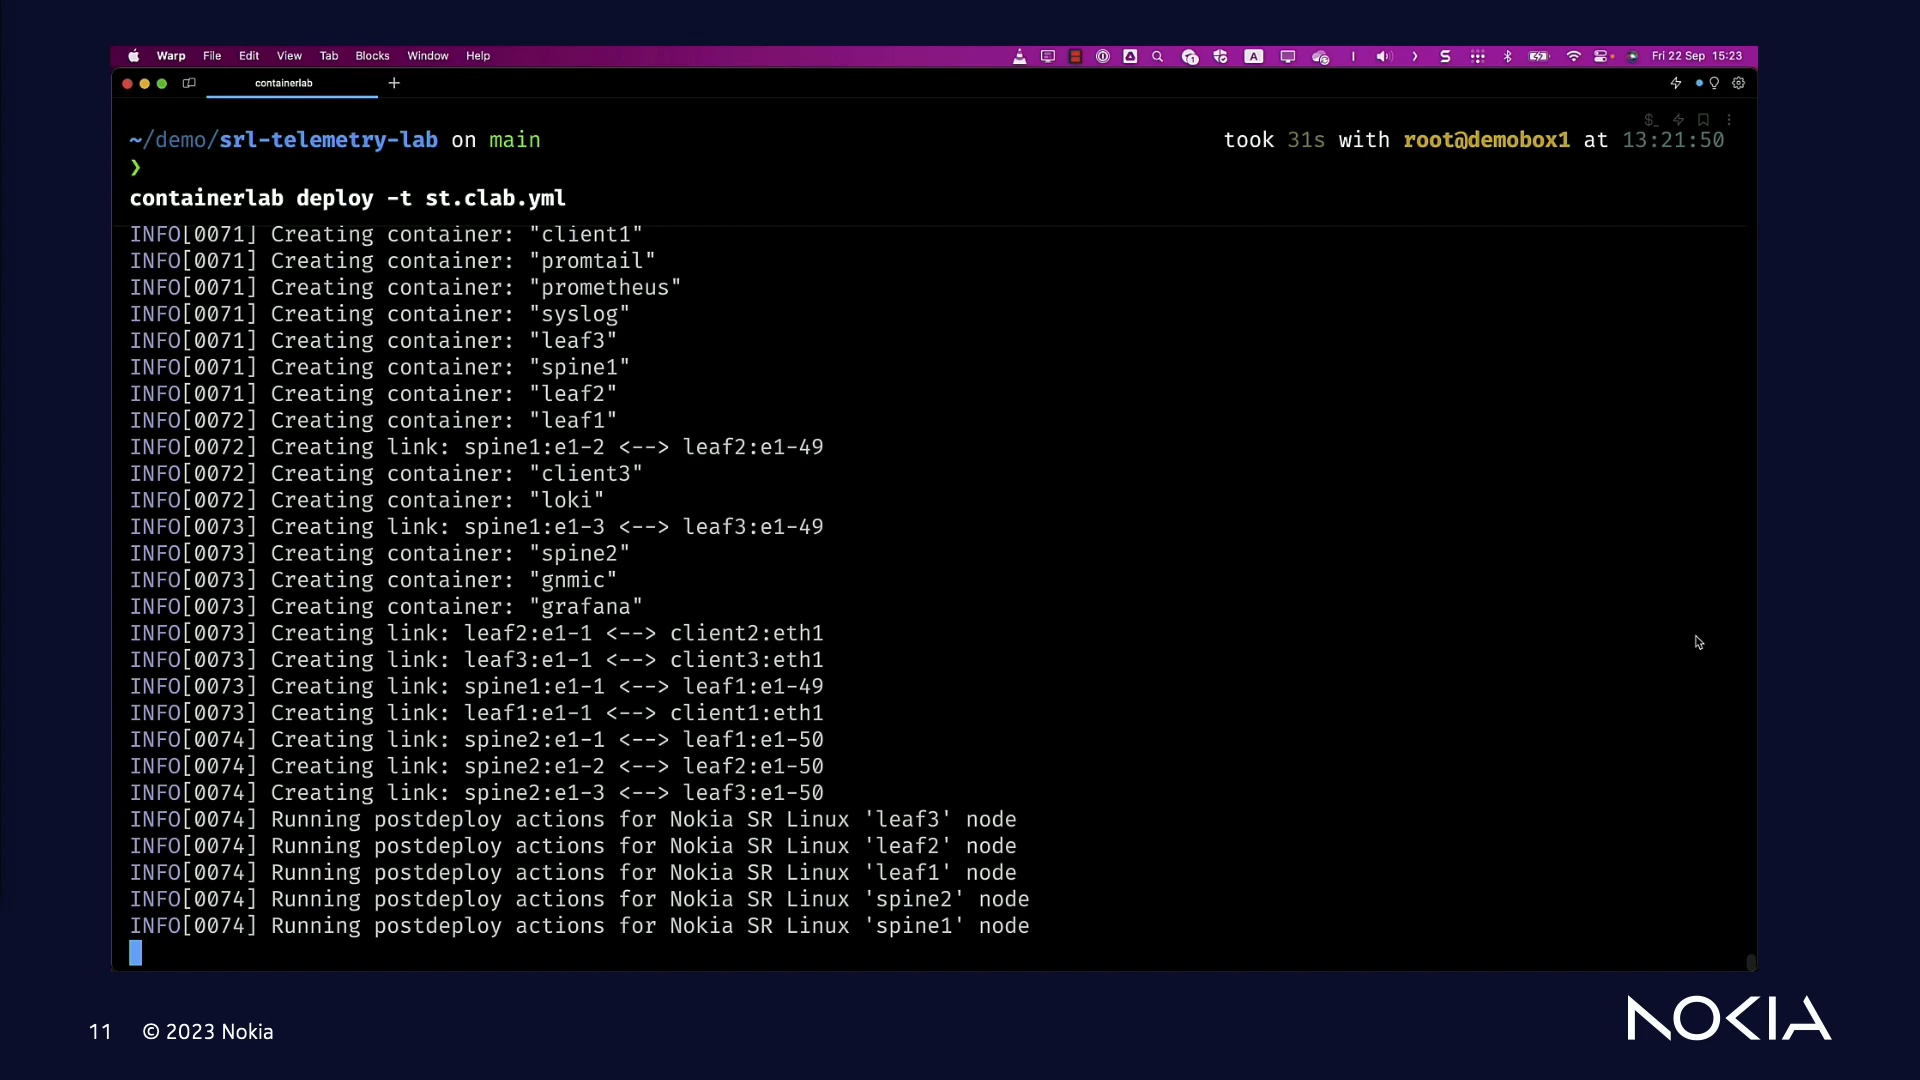 Warp File Edit View Tab Blocks Window Help Fri 22 Sep 15:23
containerlab
~/demo/srl-telemetry-lab on main took 31s with root@demobox1 at 13:21:50
❯
containerlab deploy -t st.clab.yml
INFO[0071] Creating container: "client1"
INFO[0071] Creating container: "promtail"
INFO[0071] Creating container: "prometheus"
INFO[0071] Creating container: "syslog"
INFO[0071] Creating container: "leaf3"
INFO[0071] Creating container: "spine1"
INFO[0071] Creating container: "leaf2"
INFO[0072] Creating container: "leaf1"
INFO[0072] Creating link: spine1:e1-2 <--> leaf2:e1-49
INFO[0072] Creating container: "client3"
INFO[0072] Creating container: "loki"
INFO[0073] Creating link: spine1:e1-3 <--> leaf3:e1-49
INFO[0073] Creating container: "spine2"
INFO[0073] Creating container: "gnmic"
INFO[0073] Creating container: "grafana"
INFO[0073] Creating link: leaf2:e1-1 <--> client2:eth1
INFO[0073] Creating link: leaf3:e1-1 <--> client3:eth1
INFO[0073] Creating link: spine1:e1-1 <--> leaf1:e1-49
INFO[0073] Creating link: leaf1:e1-1 <--> client1:eth1
INFO[0074] Creating link: spine2:e1-1 <--> leaf1:e1-50
INFO[0074] Creating link: spine2:e1-2 <--> leaf2:e1-50
INFO[0074] Creating link: spine2:e1-3 <--> leaf3:e1-50
INFO[0074] Running postdeploy actions for Nokia SR Linux 'leaf3' node
INFO[0074] Running postdeploy actions for Nokia SR Linux 'leaf2' node
INFO[0074] Running postdeploy actions for Nokia SR Linux 'leaf1' node
INFO[0074] Running postdeploy actions for Nokia SR Linux 'spine2' node
INFO[0074] Running postdeploy actions for Nokia SR Linux 'spine1' node
11 © 2023 Nokia
NOKIA